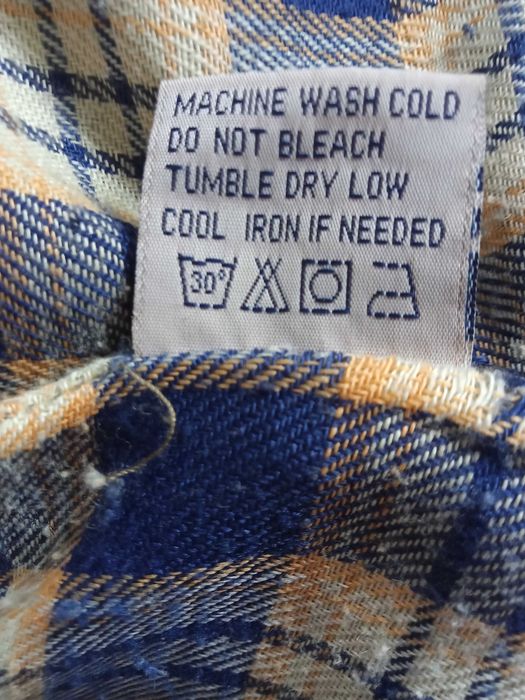 MACHINE WASH COLD
DO NOT BLEACH
TUMBLE DRY LOW
COOL IRON IF NEEDED
30°